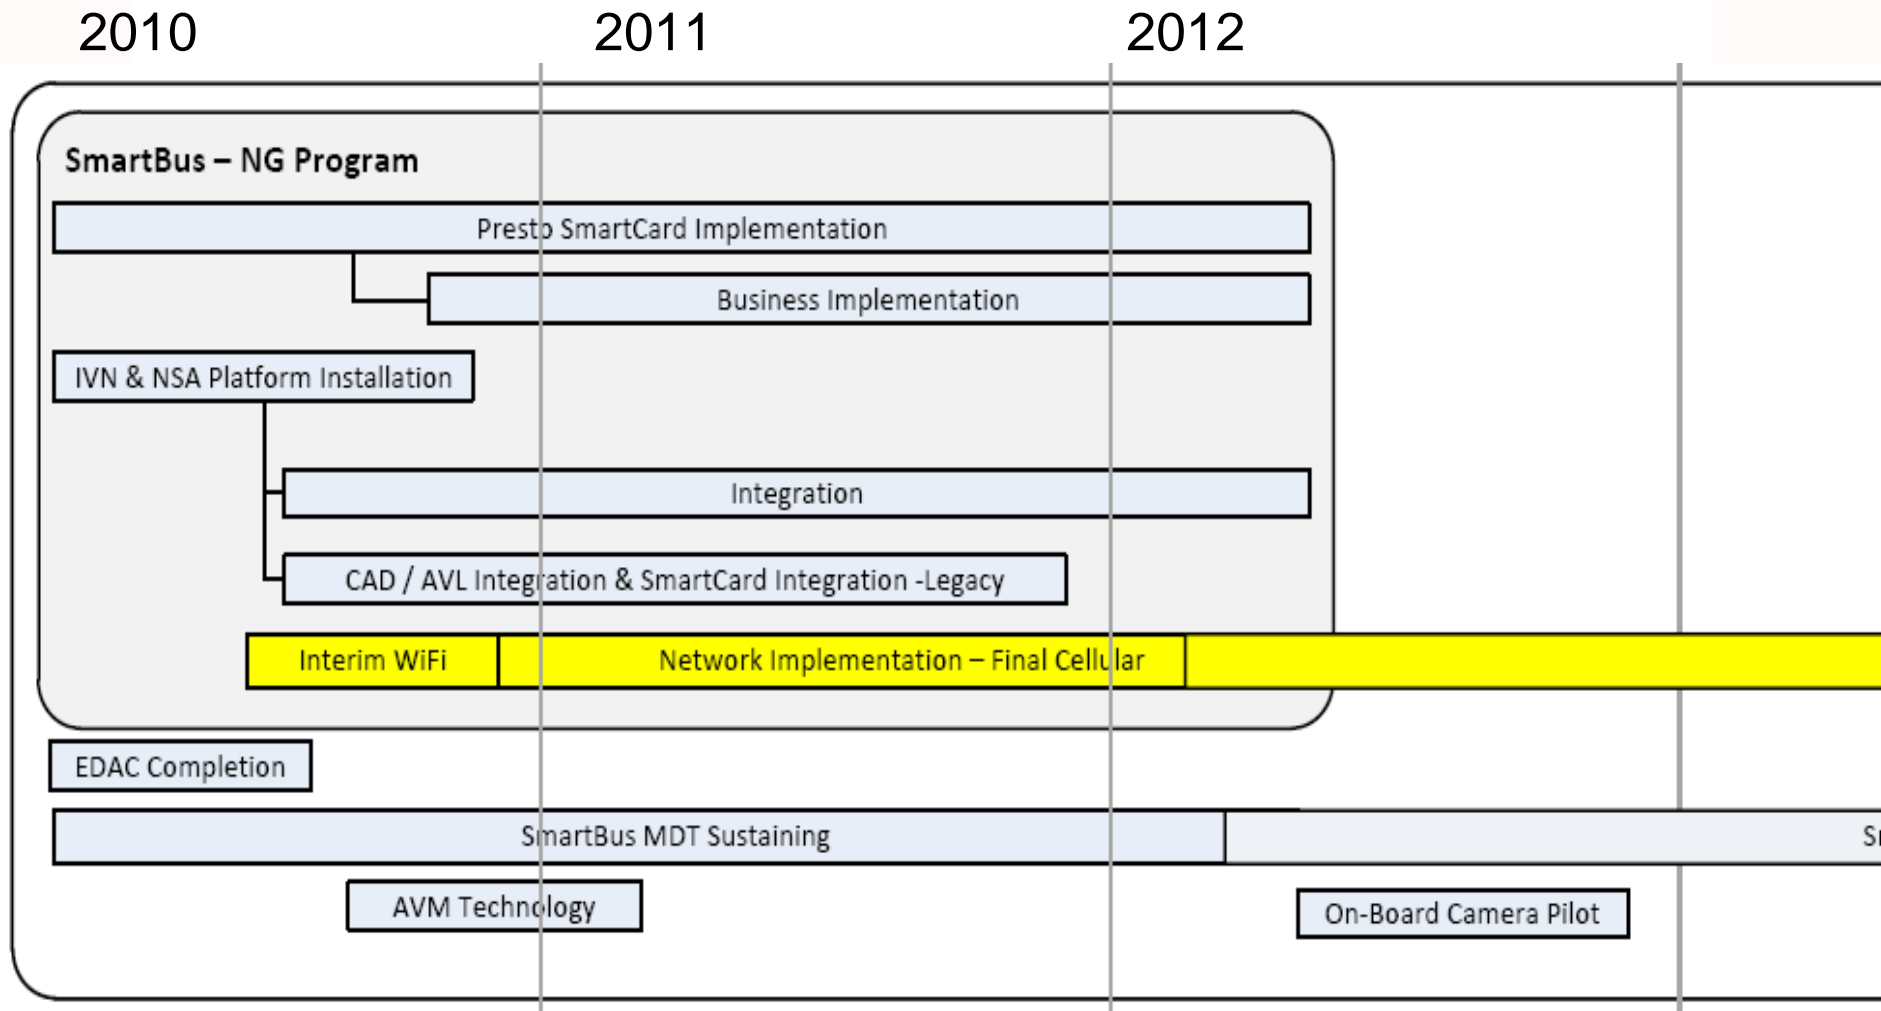 2010 2011 2012
SmartBus – NG Program
Presto SmartCard Implementation
Business Implementation
IVN & NSA Platform Installation
Integration
CAD / AVL Integration & SmartCard Integration -Legacy
Interim WiFi
Network Implementation – Final Cellular
EDAC Completion
SmartBus MDT Sustaining
AVM Technology
On-Board Camera Pilot